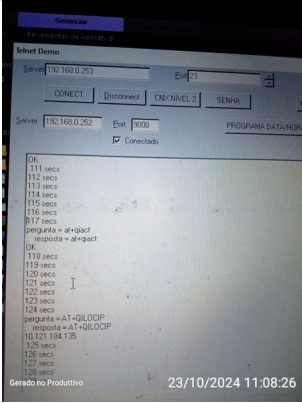 Gerenciar
Telnet Demo
Server 192.168.0.253 Port 23
CONECT Disconnect CNX NÍVEL 2 SENHA
Server: 192.168.0.252 Port 9000 PROGRAMA DATA/HOR
Conectado
OK
111 secs
112 secs
113 secs
114 secs
115 secs
116 secs
117 secs
pergunta = at+qiact
; resposta = at+qiact
OK
118 secs
119 secs
120 secs
121 secs
122 secs
123 secs
124 secs
pergunta = AT+QILOCIP
; resposta = AT+QILOCIP
10.121.184.135
125 secs
126 secs
127 secs
128 secs
Gerado no Produttivo 23/10/2024 11:08:26